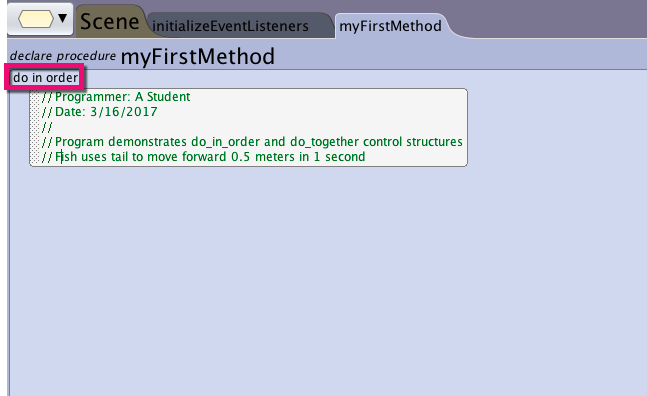 Scene initializeEventListeners myFirstMethod
declare procedure myFirstMethod
do in order
// Programmer: A Student
// Date: 3/16/2017
//
// Program demonstrates do_in_order and do_together control structures
// Fish uses tail to move forward 0.5 meters in 1 second